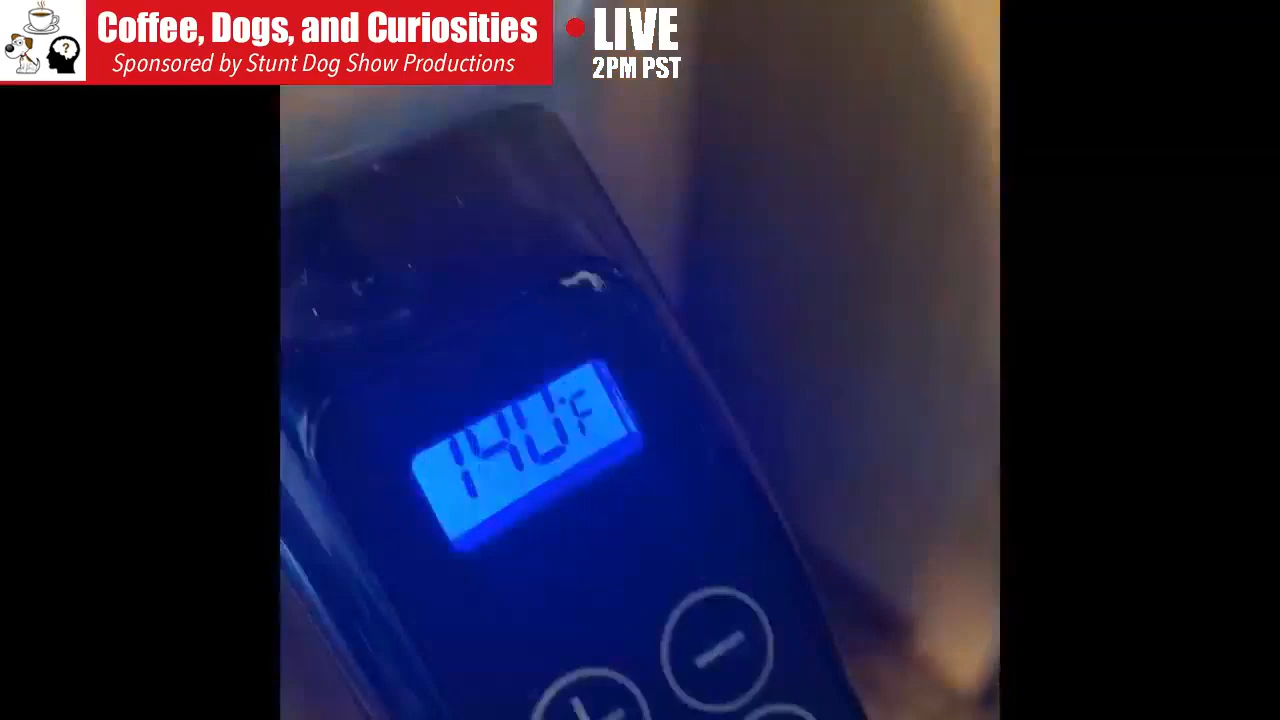 Coffee, Dogs, and Curiosities
Sponsored by Stunt Dog Show Productions
LIVE
2PM PST
?
140°F
+
−